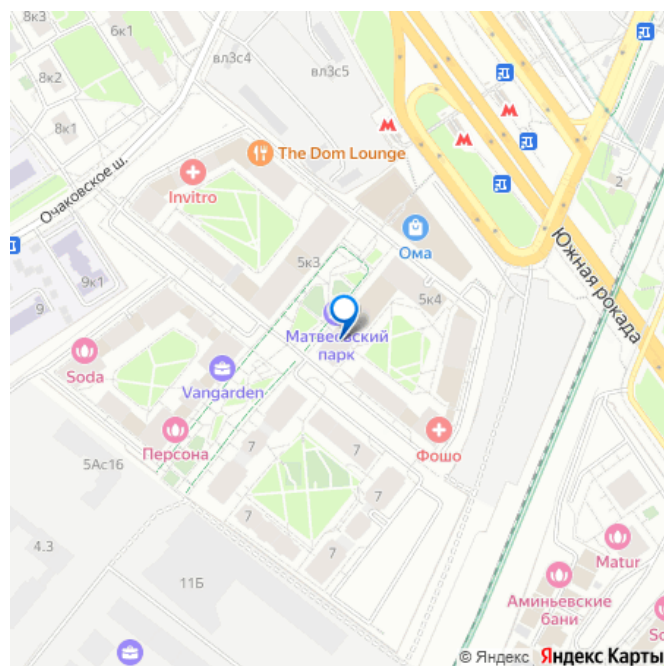 8к3
6к1
вл3с4
8к2
вл3с5
8к1
The Dom Lounge
Invitro
2
Очаковское ш.
Южная рокада
Ома
5к3
9к1
9
5к4
Матвеевский
парк
Soda
Vangarden
Персона
7
Фошо
7
5Ас16
7
7
7
4.3
11Б
Matur
Аминьевские
бани
So
© Яндекс Яндекс Карты